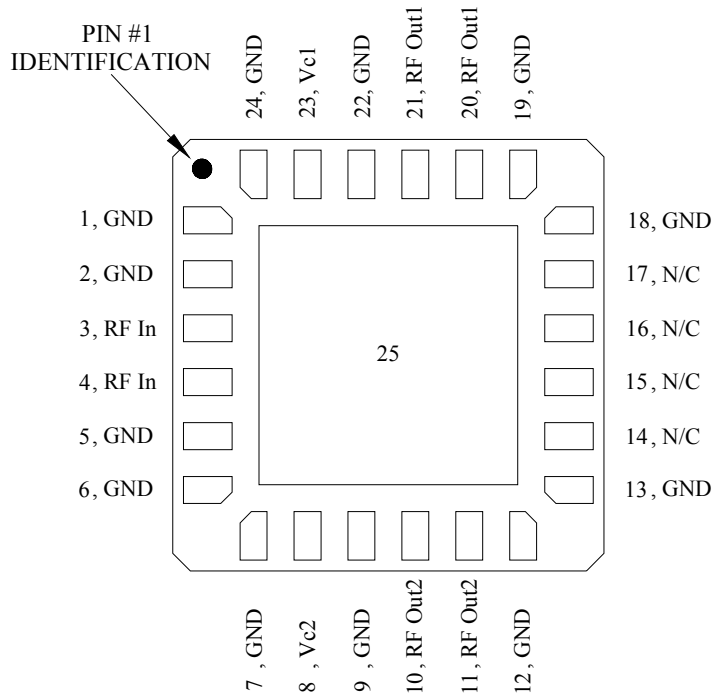 PIN #1
IDENTIFICATION
24, GND
23, Vc1
22, GND
21, RF Out1
20, RF Out1
19, GND
1, GND
2, GND
3, RF In
4, RF In
5, GND
6, GND
25
18, GND
17, N/C
16, N/C
15, N/C
14, N/C
13, GND
7, GND
8, Vc2
9, GND
10, RF Out2
11, RF Out2
12, GND